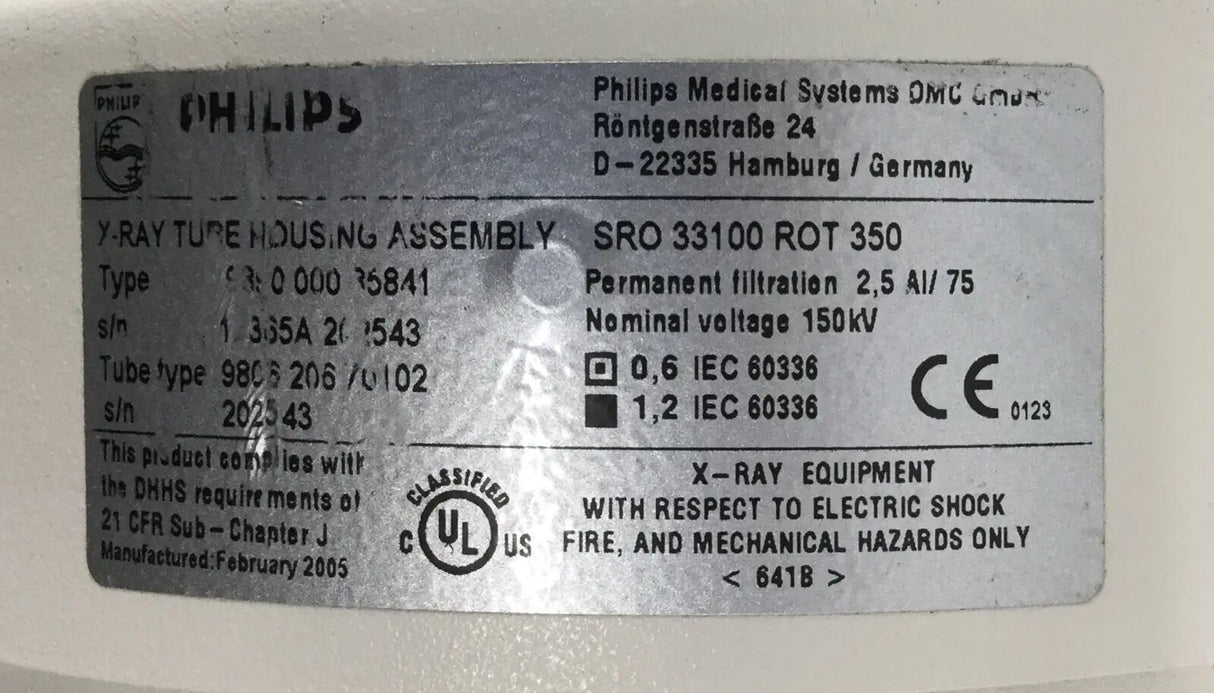 PHILIPS
Philips Medical Systems DMC GmbH
Röntgenstraße 24
D-22335 Hamburg / Germany
X-RAY TUBE HOUSING ASSEMBLY
Type 0 000
s/n
Tube type
s/n 202543
This product complies with
the DHHS requirements of
21 CFR Sub-Chapter J
Manufactured:February 2005
SRO 33100 ROT 350
Permanent filtration 2,5 Al/ 75
Nominal voltage 150kV
0,6 IEC 60336
1,2 IEC 60336
CE 0123
CLASSIFIED
C UL US
X-RAY EQUIPMENT
WITH RESPECT TO ELECTRIC SHOCK
FIRE, AND MECHANICAL HAZARDS ONLY
< 641B >